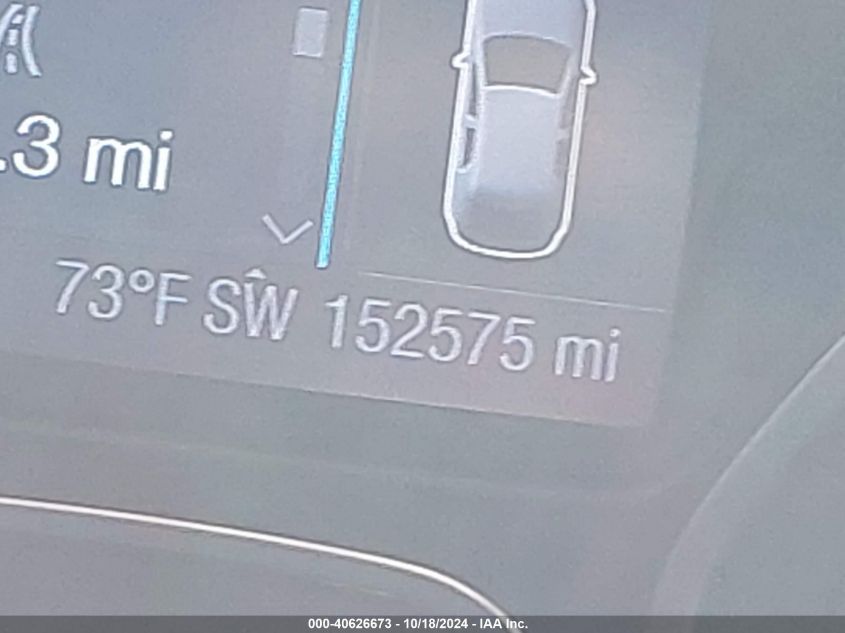 .3 mi
73°F SW 152575 mi
000-40626673 - 10/18/2024 - IAA Inc.